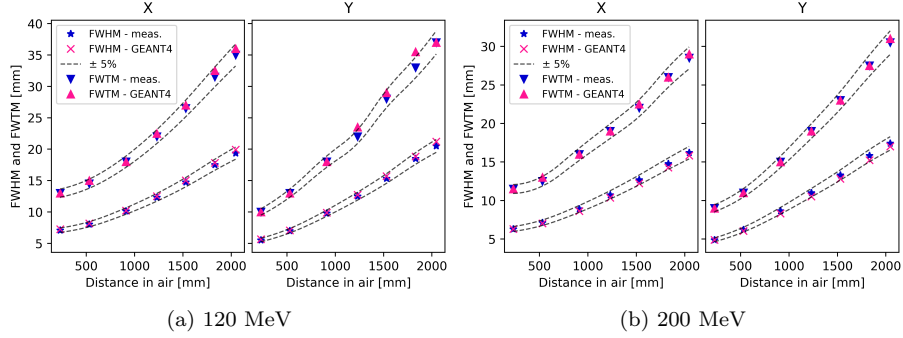 X
Y
FWHM and FWTM [mm]
40
35
30
25
20
15
10
5
FWHM - meas.
FWHM - GEANT4
± 5%
FWTM - meas.
FWTM - GEANT4
500
1000
1500
2000
500
1000
1500
2000
Distance in air [mm]
Distance in air [mm]
(a) 120 MeV
X
Y
FWHM and FWTM [mm]
30
25
20
15
10
5
FWHM - meas.
FWHM - GEANT4
± 5%
FWTM - meas.
FWTM - GEANT4
500
1000
1500
2000
500
1000
1500
2000
Distance in air [mm]
Distance in air [mm]
(b) 200 MeV